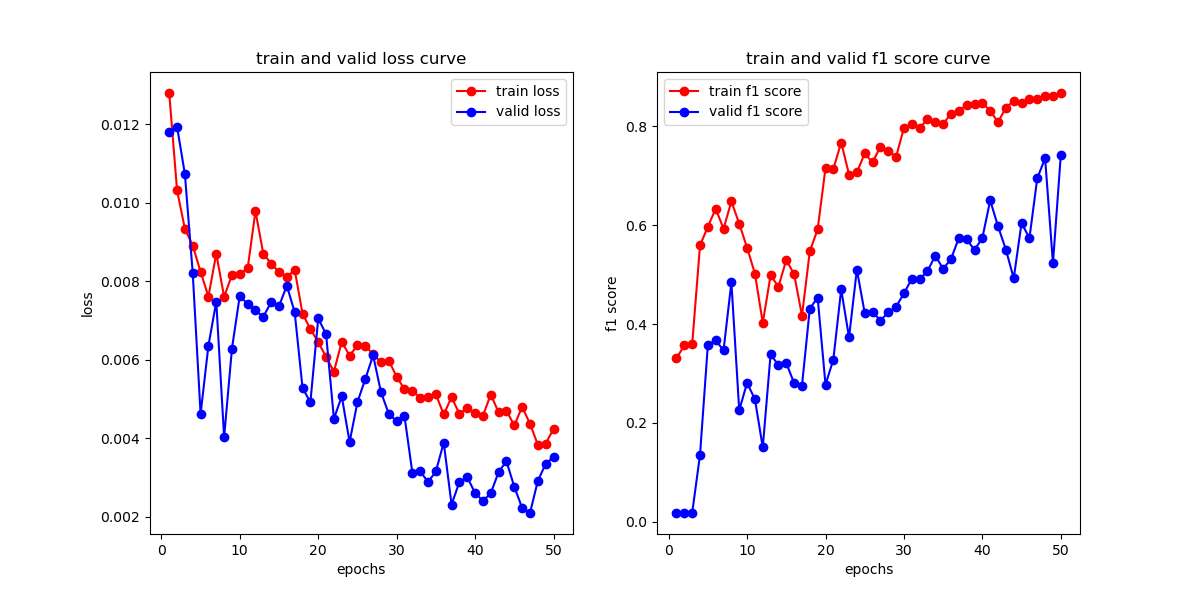 train and valid loss curve
train loss
valid loss
0.012
0.010
0.008
0.006
0.004
0.002
loss
0 10 20 30 40 50
epochs
train and valid f1 score curve
train f1 score
valid f1 score
0.8
0.6
0.4
0.2
0.0
f1 score
0 10 20 30 40 50
epochs